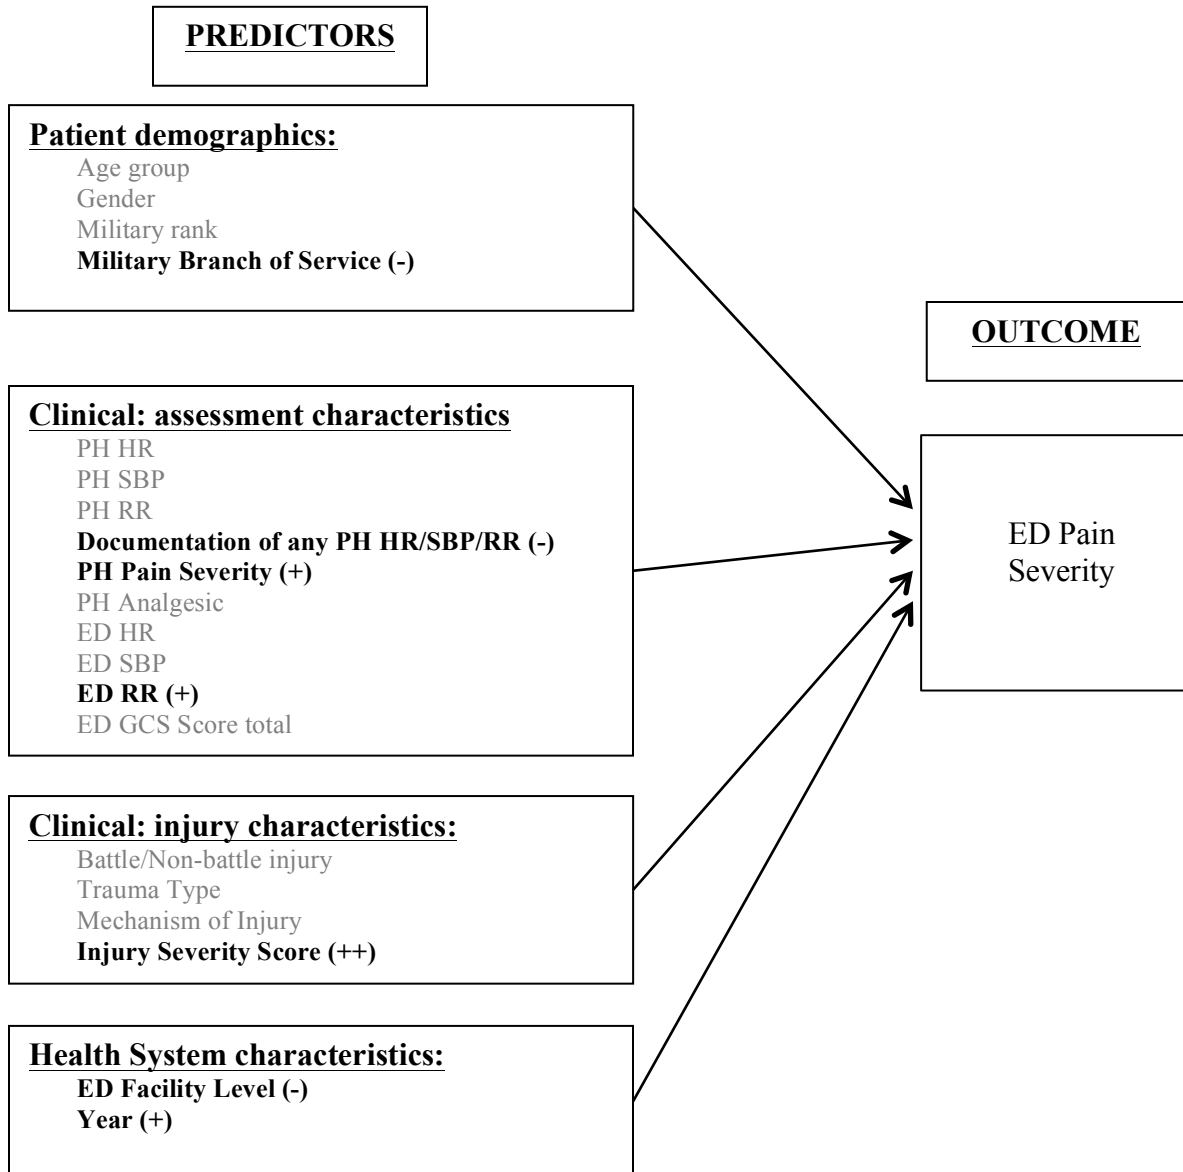 PREDICTORS
Patient demographics:
Age group
Gender
Military rank
Military Branch of Service (-)
Clinical: assessment characteristics
PH HR
PH SBP
PH RR
Documentation of any PH HR/SBP/RR (-)
PH Pain Severity (+)
PH Analgesic
ED HR
ED SBP
ED RR (+)
ED GCS Score total
Clinical: injury characteristics:
Battle/Non-battle injury
Trauma Type
Mechanism of Injury
Injury Severity Score (++)
Health System characteristics:
ED Facility Level (-)
Year (+)
OUTCOME
ED Pain
Severity